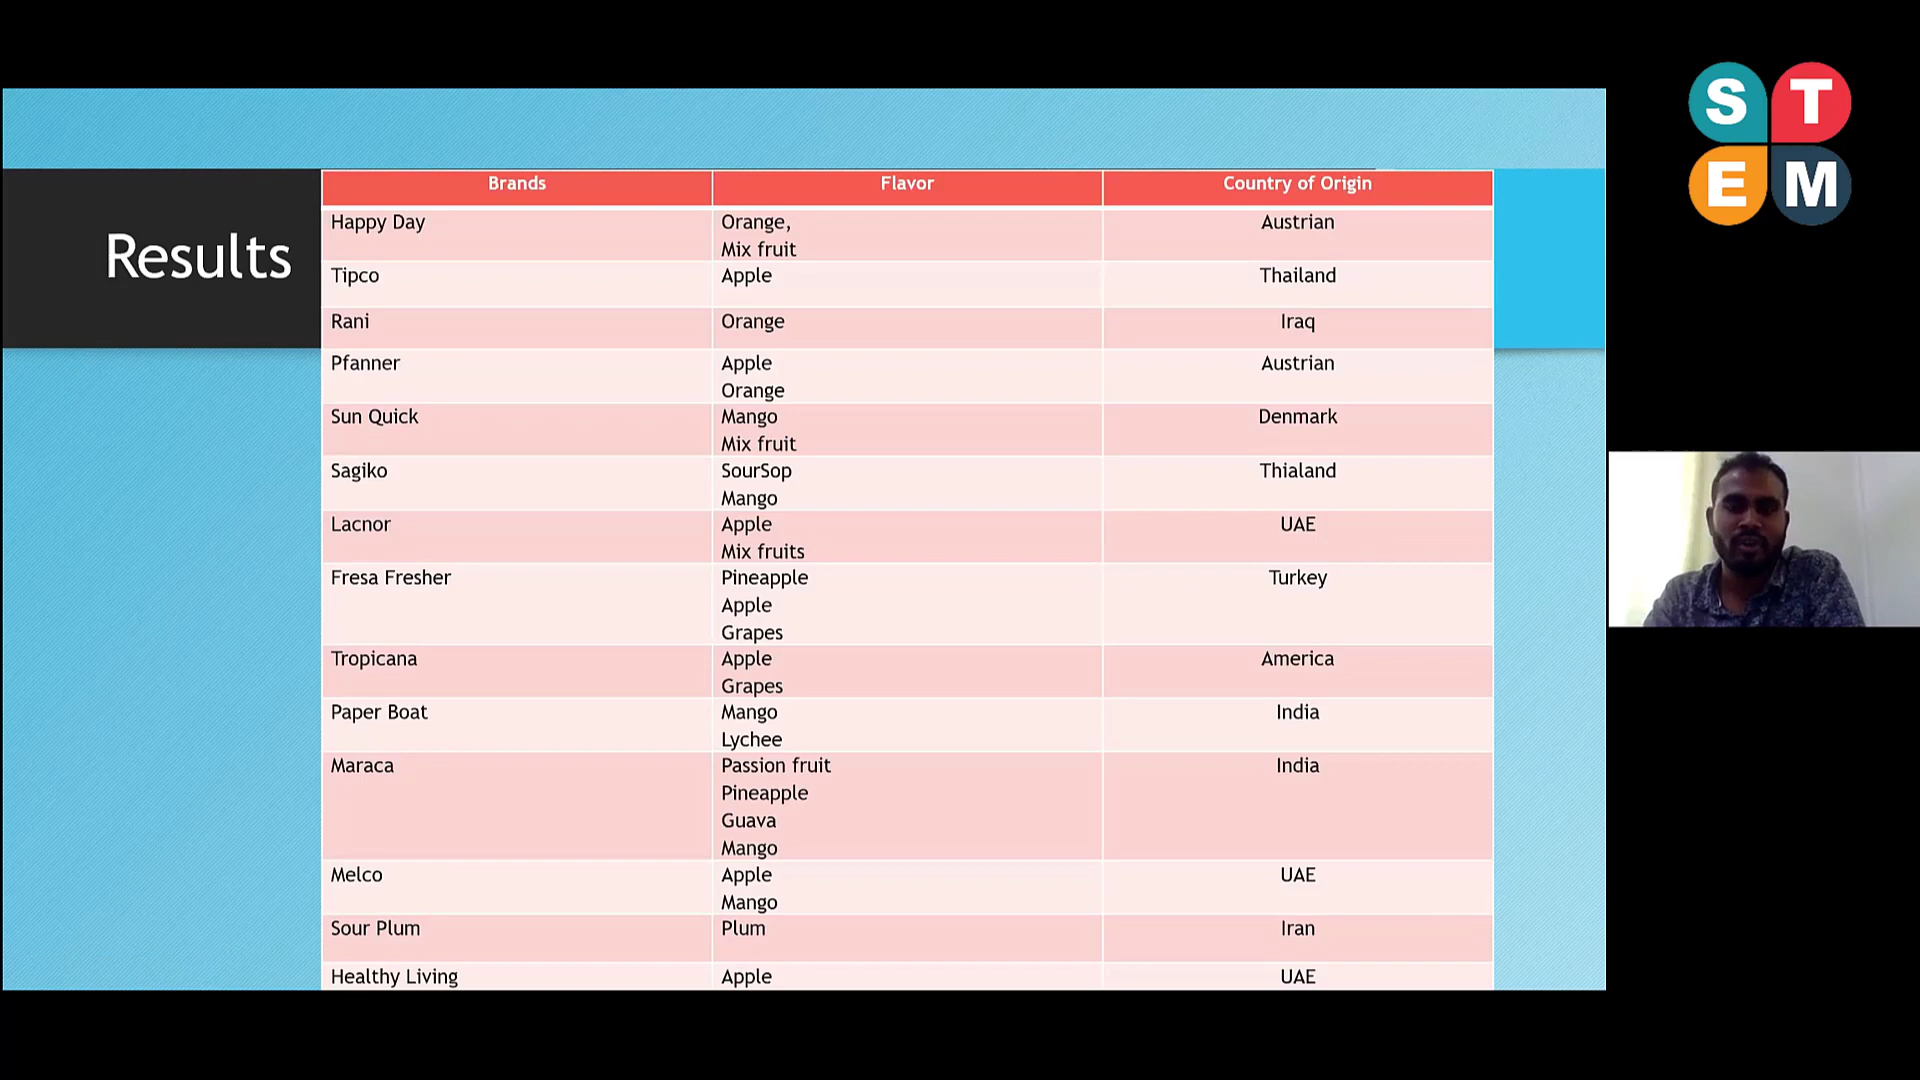 S T
E M
Results
Brands Flavor Country of Origin
Happy Day Orange, Austrian
Mix fruit
Tipco Apple Thailand
Rani Orange Iraq
Pfanner Apple Austrian
Orange
Sun Quick Mango Denmark
Mix fruit
Sagiko SourSop Thialand
Mango
Lacnor Apple UAE
Mix fruits
Fresa Fresher Pineapple Turkey
Apple
Grapes
Tropicana Apple America
Grapes
Paper Boat Mango India
Lychee
Maraca Passion fruit India
Pineapple
Guava
Mango
Melco Apple UAE
Mango
Sour Plum Plum Iran
Healthy Living Apple UAE